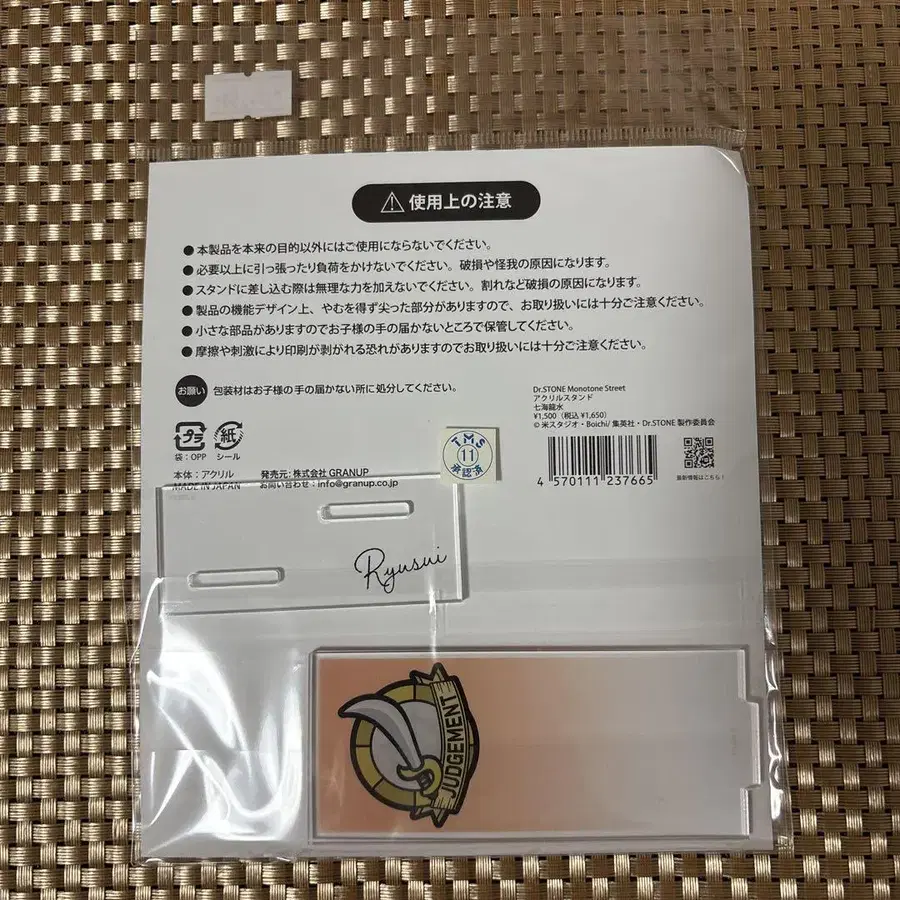 使用上の注意
●本製品を本来の目的以外にはご使用にならないでください。
●必要以上に引っ張ったり負荷をかけないでください。破損や怪我の原因になります。
●スタンドに差し込む際は無理な力を加えないでください。割れなど破損の原因になります。
●製品の機能デザイン上、やむを得ず尖った部分がありますので、お取り扱いには十分ご注意ください。
●小さな部品がありますのでお子様の手の届かないところで保管してください。
●摩擦や刺激により印刷が剥がれる恐れがありますのでお取り扱いには十分ご注意ください。
お願い 包装材はお子様の手の届かない所に処分してください。
プラ 紙
袋:OPP シール
本体:アクリル 発売元:株式会社 GRANUP
MADE IN JAPAN お問い合わせ:info@granup.co.jp
Dr.STONE Monotone Street
アクリルスタンド
七海龍水
¥1,500(税込 ¥1,650)
© 米スタジオ・Boichi/ 集英社・Dr.STONE 製作委員会
TMS
11
承認済
4 570111 237665
最新情報はこちら!
Ryusui
JUDGEMENT